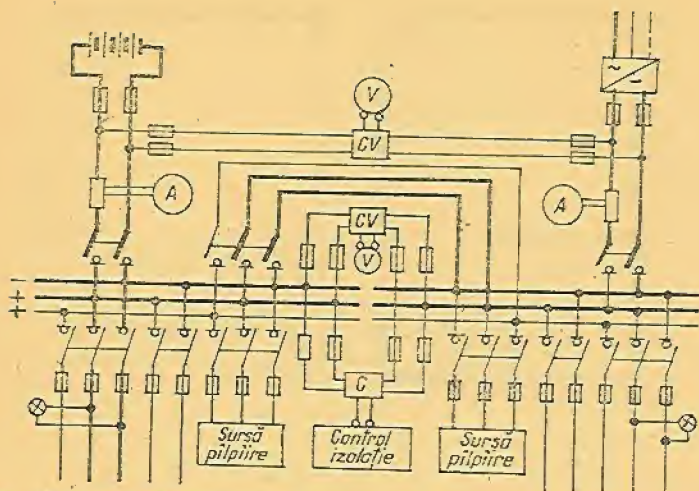 V
CV
A
A
CV
V
−
+
+
C
Sursă
pîlpîire
Control
izolație
Sursă
pîlpîire